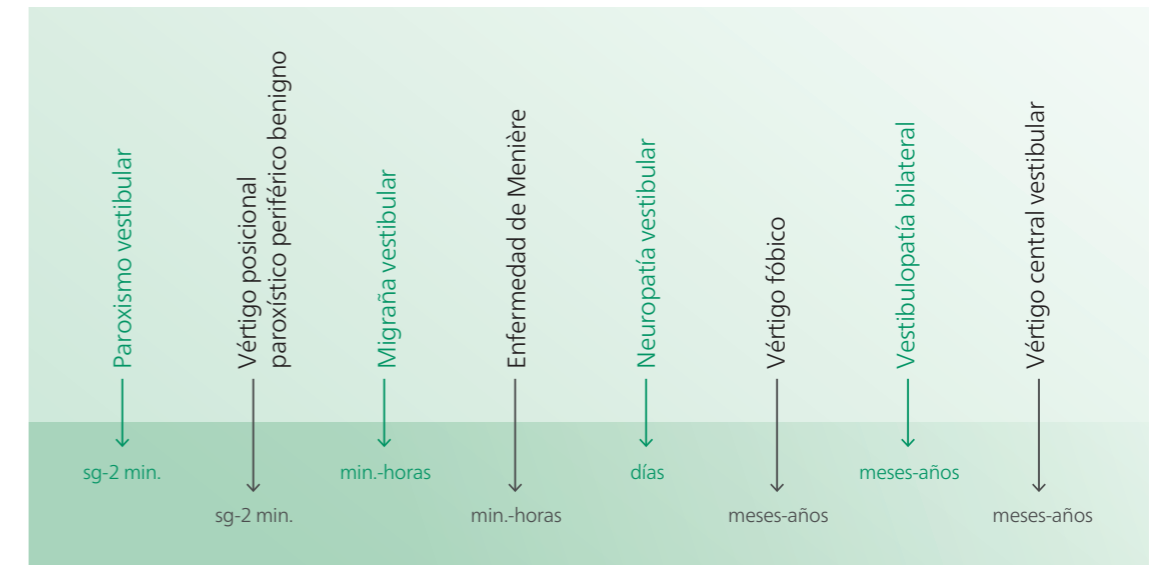 Paroxismo vestibular
Vértigo posicional
paroxístico periférico benigno
Migraña vestibular
Enfermedad de Menière
Neuropatía vestibular
Vértigo fóbico
Vestibulopatía bilateral
Vértigo central vestibular
sg-2 min.
min.-horas
días
meses-años
sg-2 min.
min.-horas
meses-años
meses-años